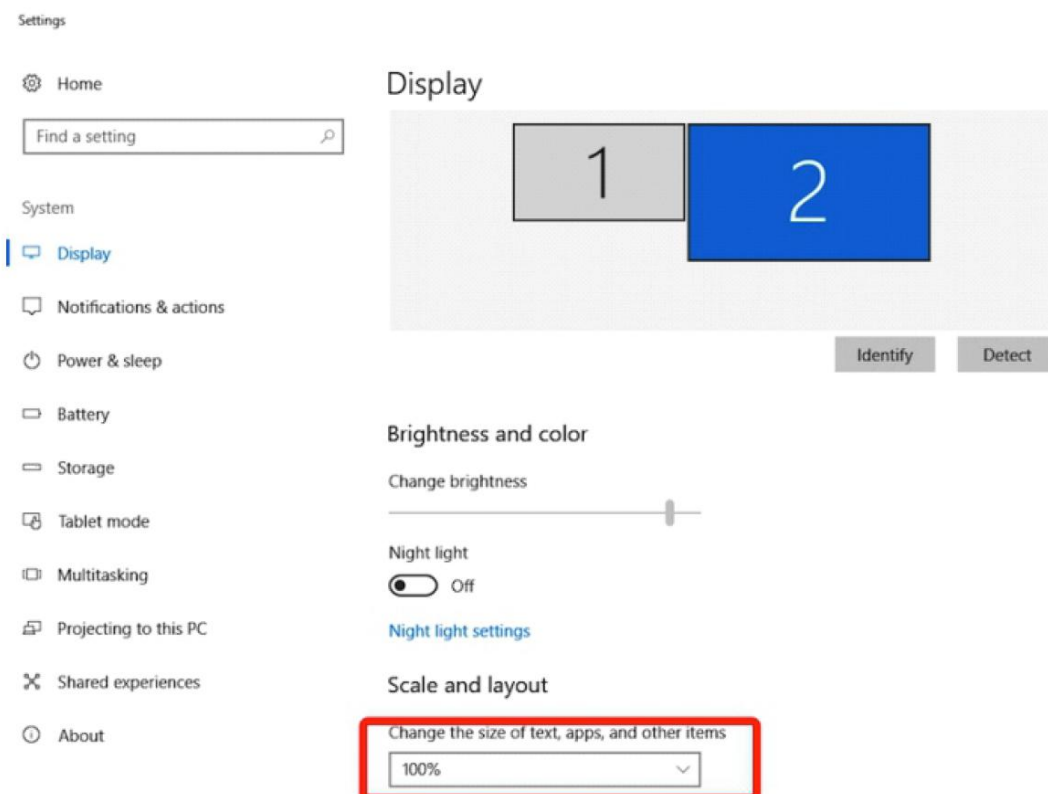 Settings
Home
Find a setting
System
Display
Notifications & actions
Power & sleep
Battery
Storage
Tablet mode
Multitasking
Projecting to this PC
Shared experiences
About
Display
1
2
Identify
Detect
Brightness and color
Change brightness
Night light
Off
Night light settings
Scale and layout
Change the size of text, apps, and other items
100%